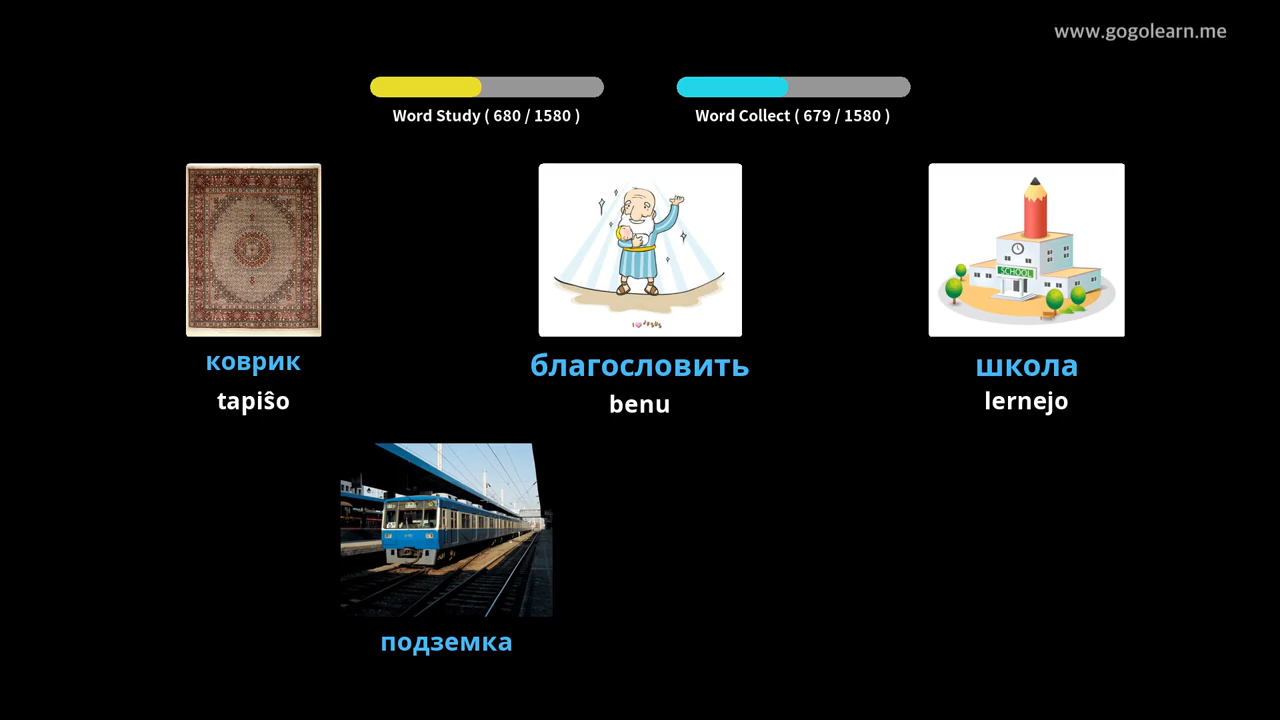 www.gogolearn.me
Word Study ( 680 / 1580 )
Word Collect ( 679 / 1580 )
SCHOOL
коврик
благословить
школа
tapiŝo
benu
lernejo
подземка